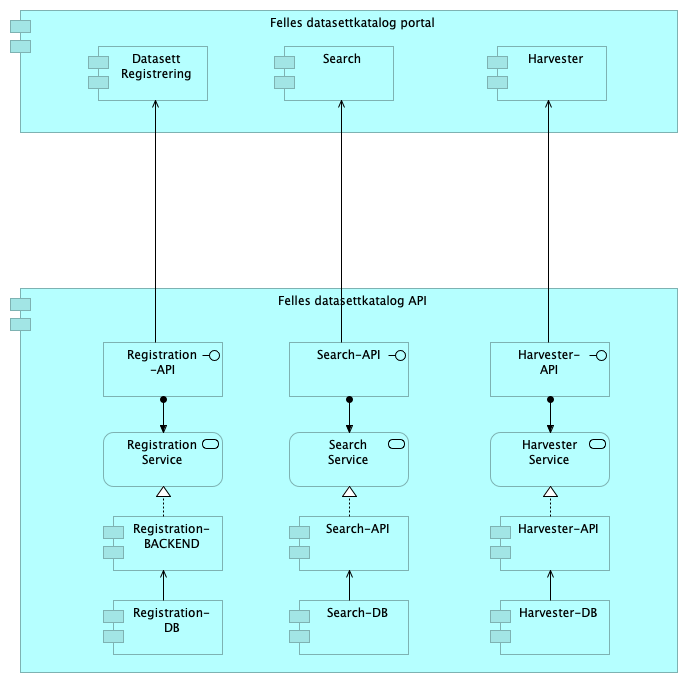 Felles datasettkatalog portal
Datasett
Registrering
Search
Harvester
Felles datasettkatalog API
Registration
-API
Search-API
Harvester-
API
Registration
Service
Search
Service
Harvester
Service
Registration-
BACKEND
Search-API
Harvester-API
Registration-
DB
Search-DB
Harvester-DB